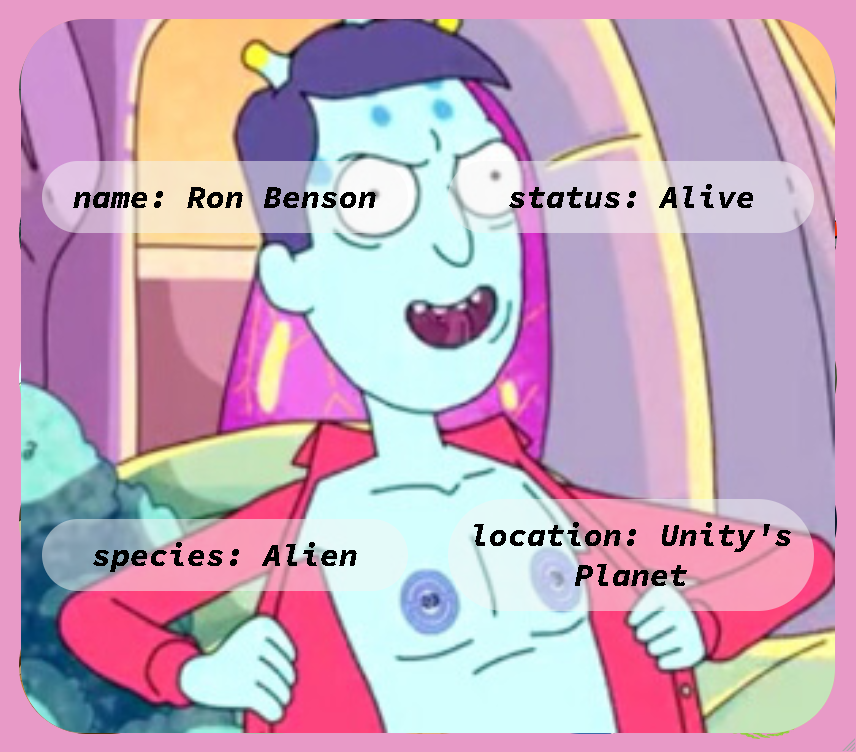 name: Ron Benson
status: Alive
species: Alien
location: Unity's
Planet